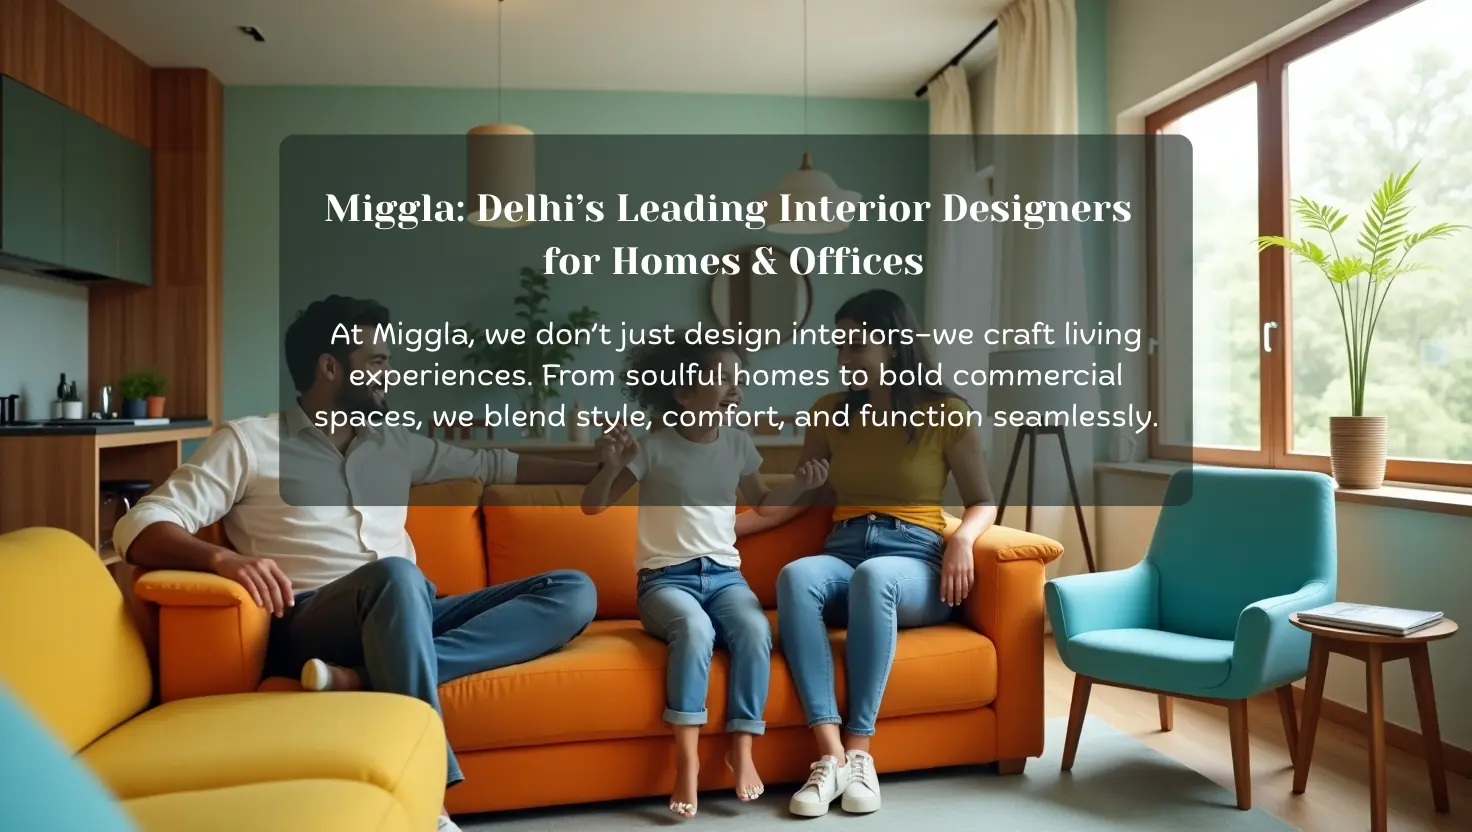 Miggla: Delhi’s Leading Interior Designers
for Homes & Offices
At Miggla, we don’t just design interiors–we craft living
experiences. From soulful homes to bold commercial
spaces, we blend style, comfort, and function seamlessly.